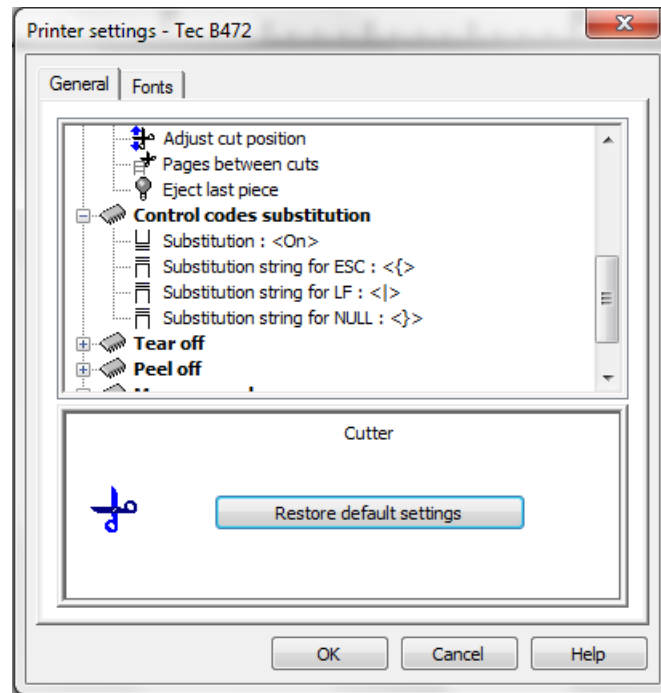 Printer settings - Tec B472
General
Fonts
Adjust cut position
Pages between cuts
Eject last piece
Control codes substitution
Substitution : <On>
Substitution string for ESC : <{>
Substitution string for LF : <|>
Substitution string for NULL : <}>
Tear off
Peel off
Cutter
Restore default settings
OK
Cancel
Help